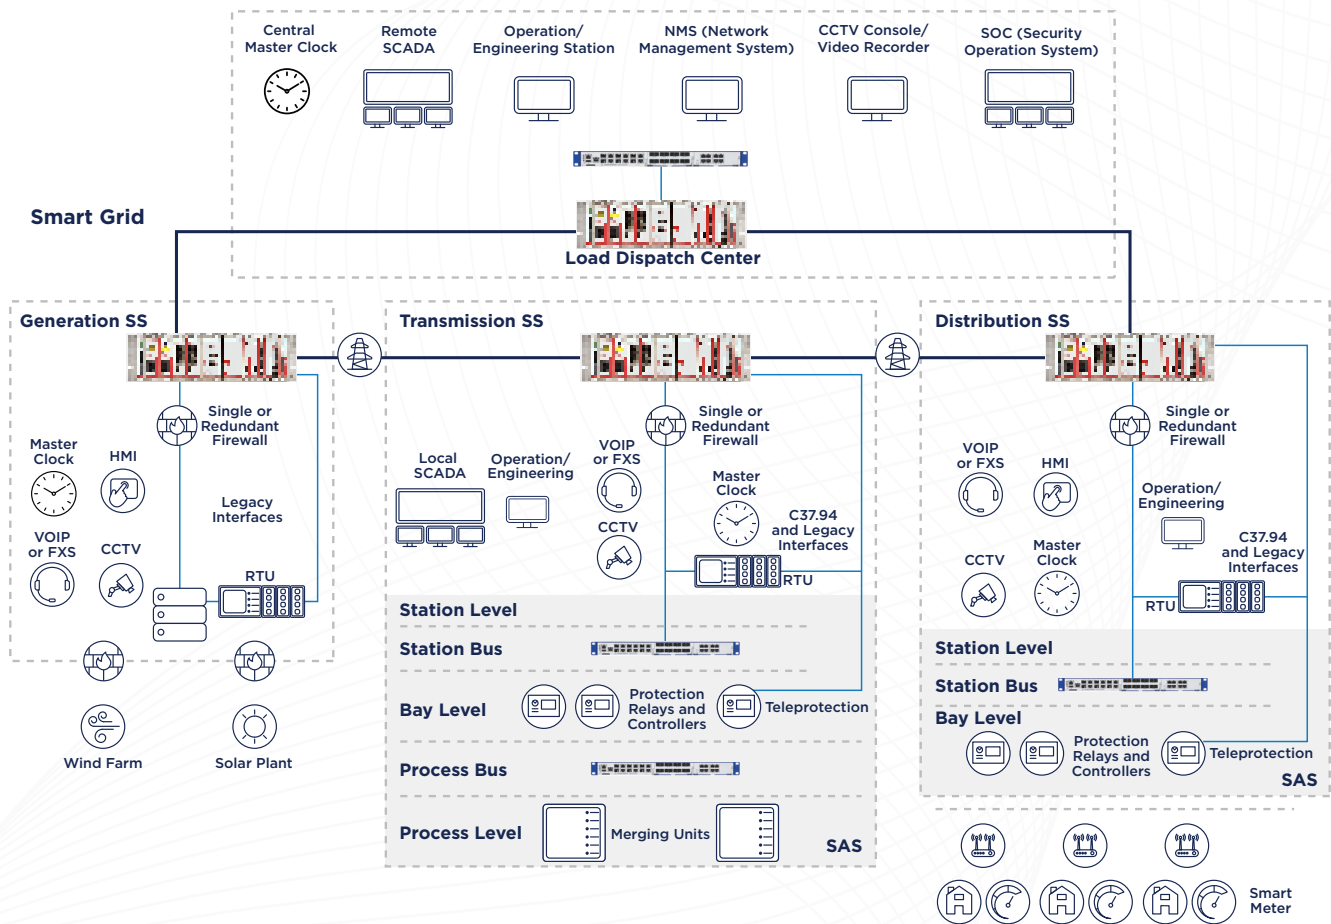 Central
Master Clock
Remote
SCADA
Operation/
Engineering Station
NMS (Network
Management System)
CCTV Console/
Video Recorder
SOC (Security
Operation System)
Smart Grid
Load Dispatch Center
Generation SS
Single or
Redundant
Firewall
Master
Clock
HMI
Legacy
Interfaces
VOIP
or FXS
CCTV
RTU
Wind Farm
Solar Plant
Transmission SS
Single or
Redundant
Firewall
Local
SCADA
Operation/
Engineering
VOIP
or FXS
CCTV
Master
Clock
C37.94
and Legacy
Interfaces
RTU
Station Level
Station Bus
Bay Level
Protection
Relays and
Controllers
Teleprotection
Process Bus
Process Level
Merging Units
SAS
Distribution SS
Single or
Redundant
Firewall
VOIP
or FXS
HMI
Operation/
Engineering
CCTV
Master
Clock
C37.94
and Legacy
Interfaces
RTU
Station Level
Station Bus
Bay Level
Protection
Relays and
Controllers
Teleprotection
SAS
Smart
Meter